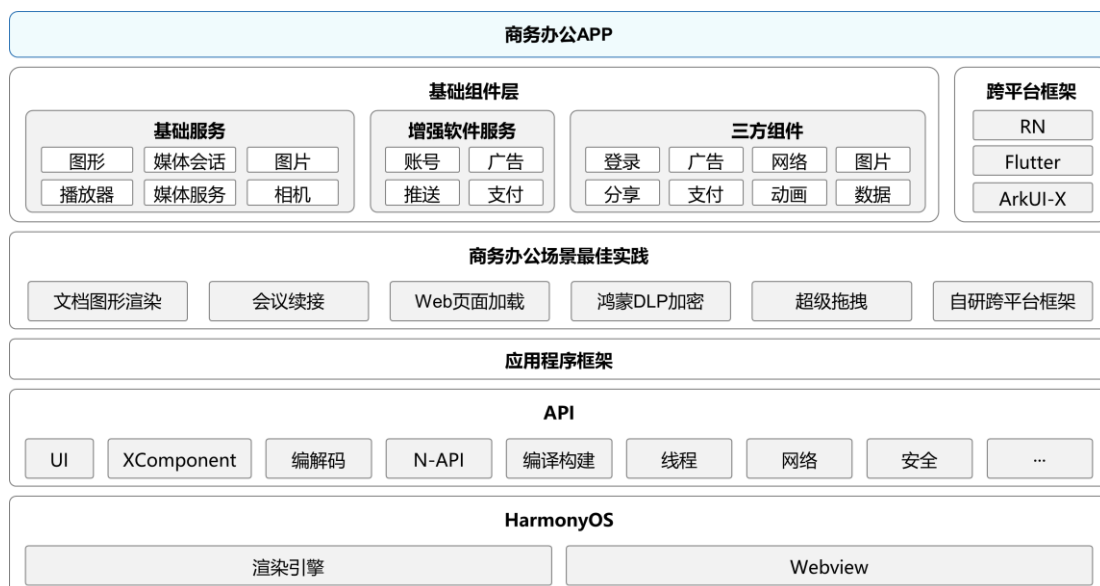 商务办公APP
基础组件层
基础服务
图形 媒体会话 图片
播放器 媒体服务 相机
增强软件服务
账号 广告
推送 支付
三方组件
登录 广告 网络 图片
分享 支付 动画 数据
跨平台框架
RN
Flutter
ArkUI-X
商务办公场景最佳实践
文档图形渲染 会议续接 Web页面加载 鸿蒙DLP加密 超级拖拽 自研跨平台框架
应用程序框架
API
UI XComponent 编解码 N-API 编译构建 线程 网络 安全 ...
HarmonyOS
渲染引擎 Webview